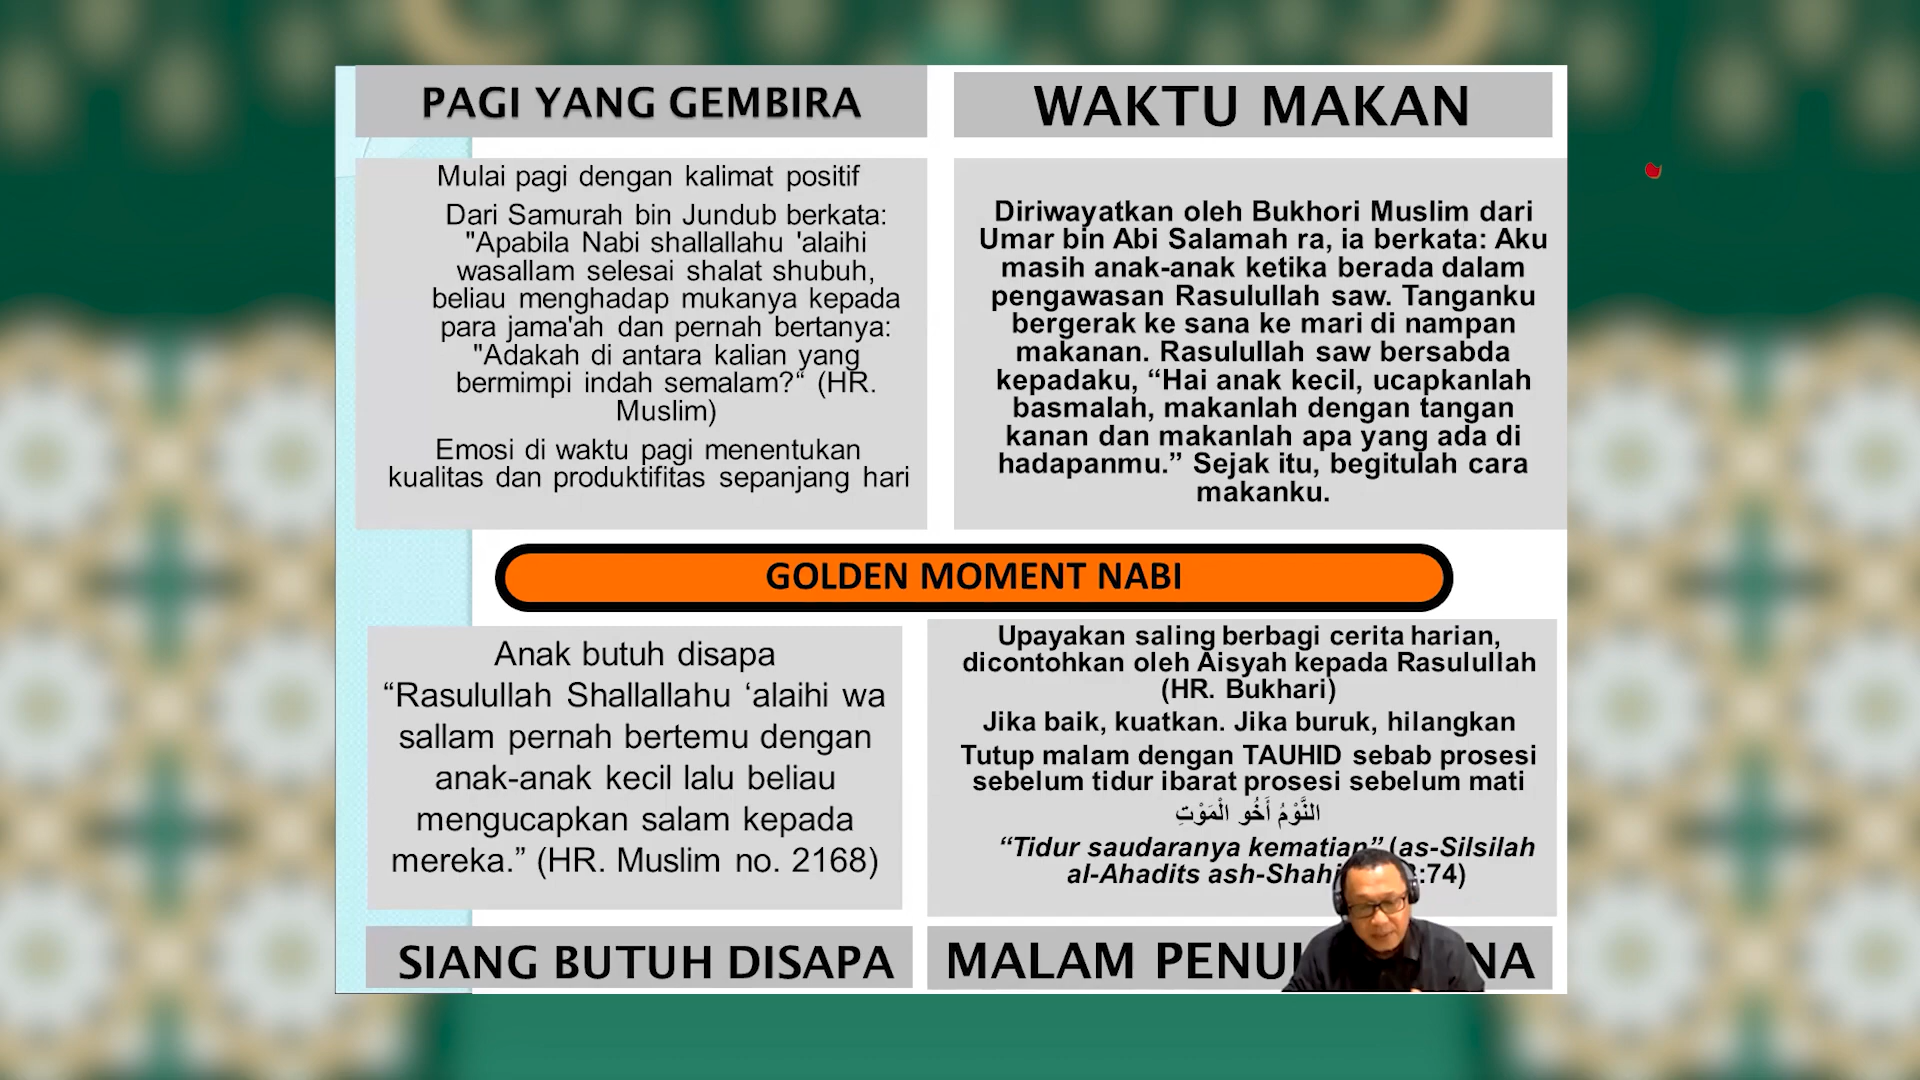 PAGI YANG GEMBIRA
Mulai pagi dengan kalimat positif
Dari Samurah bin Jundub berkata:
"Apabila Nabi shallallahu 'alaihi
wasallam selesai shalat shubuh,
beliau menghadap mukanya kepada
para jama'ah dan pernah bertanya:
"Adakah di antara kalian yang
bermimpi indah semalam?“ (HR.
Muslim)
Emosi di waktu pagi menentukan
kualitas dan produktifitas sepanjang hari
WAKTU MAKAN
Diriwayatkan oleh Bukhori Muslim dari
Umar bin Abi Salamah ra, ia berkata: Aku
masih anak-anak ketika berada dalam
pengawasan Rasulullah saw. Tanganku
bergerak ke sana ke mari di nampan
makanan. Rasulullah saw bersabda
kepadaku, “Hai anak kecil, ucapkanlah
basmalah, makanlah dengan tangan
kanan dan makanlah apa yang ada di
hadapanmu.” Sejak itu, begitulah cara
makanku.
GOLDEN MOMENT NABI
Anak butuh disapa
“Rasulullah Shallallahu ‘alaihi wa
sallam pernah bertemu dengan
anak-anak kecil lalu beliau
mengucapkan salam kepada
mereka.” (HR. Muslim no. 2168)
SIANG BUTUH DISAPA
Upayakan saling berbagi cerita harian,
dicontohkan oleh Aisyah kepada Rasulullah
(HR. Bukhari)
Jika baik, kuatkan. Jika buruk, hilangkan
Tutup malam dengan TAUHID sebab prosesi
sebelum tidur ibarat prosesi sebelum mati
النَّوْمُ أَخُو الْمَوْتِ
“Tidur saudaranya kematian” (as-Silsilah
al-Ahadits ash-Shahi :74)
MALAM